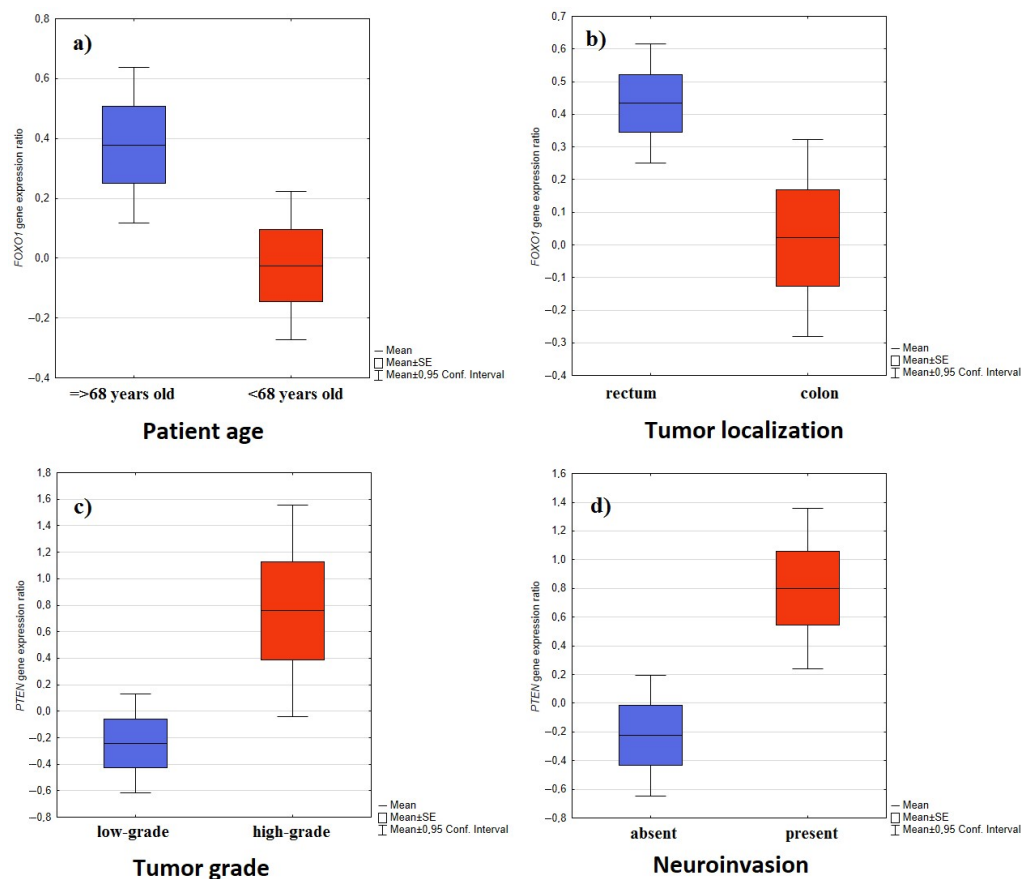 a)
FOXO1 gene expression ratio
0,8
0,6
0,4
0,2
0,0
−0,2
−0,4
=>68 years old <68 years old
Patient age
— Mean
Mean±SE
Mean±0,95 Conf. Interval
b)
FOXO1 gene expression ratio
0,7
0,6
0,5
0,4
0,3
0,2
0,1
0,0
−0,1
−0,2
−0,3
−0,4
rectum colon
Tumor localization
— Mean
Mean±SE
Mean±0,95 Conf. Interval
c)
PTEN gene expression ratio
1,8
1,6
1,4
1,2
1,0
0,8
0,6
0,4
0,2
0,0
−0,2
−0,4
−0,6
−0,8
low-grade high-grade
Tumor grade
— Mean
Mean±SE
Mean±0,95 Conf. Interval
d)
PTEN gene expression ratio
1,6
1,4
1,2
1,0
0,8
0,6
0,4
0,2
0,0
−0,2
−0,4
−0,6
−0,8
absent present
Neuroinvasion
— Mean
Mean±SE
Mean±0,95 Conf. Interval